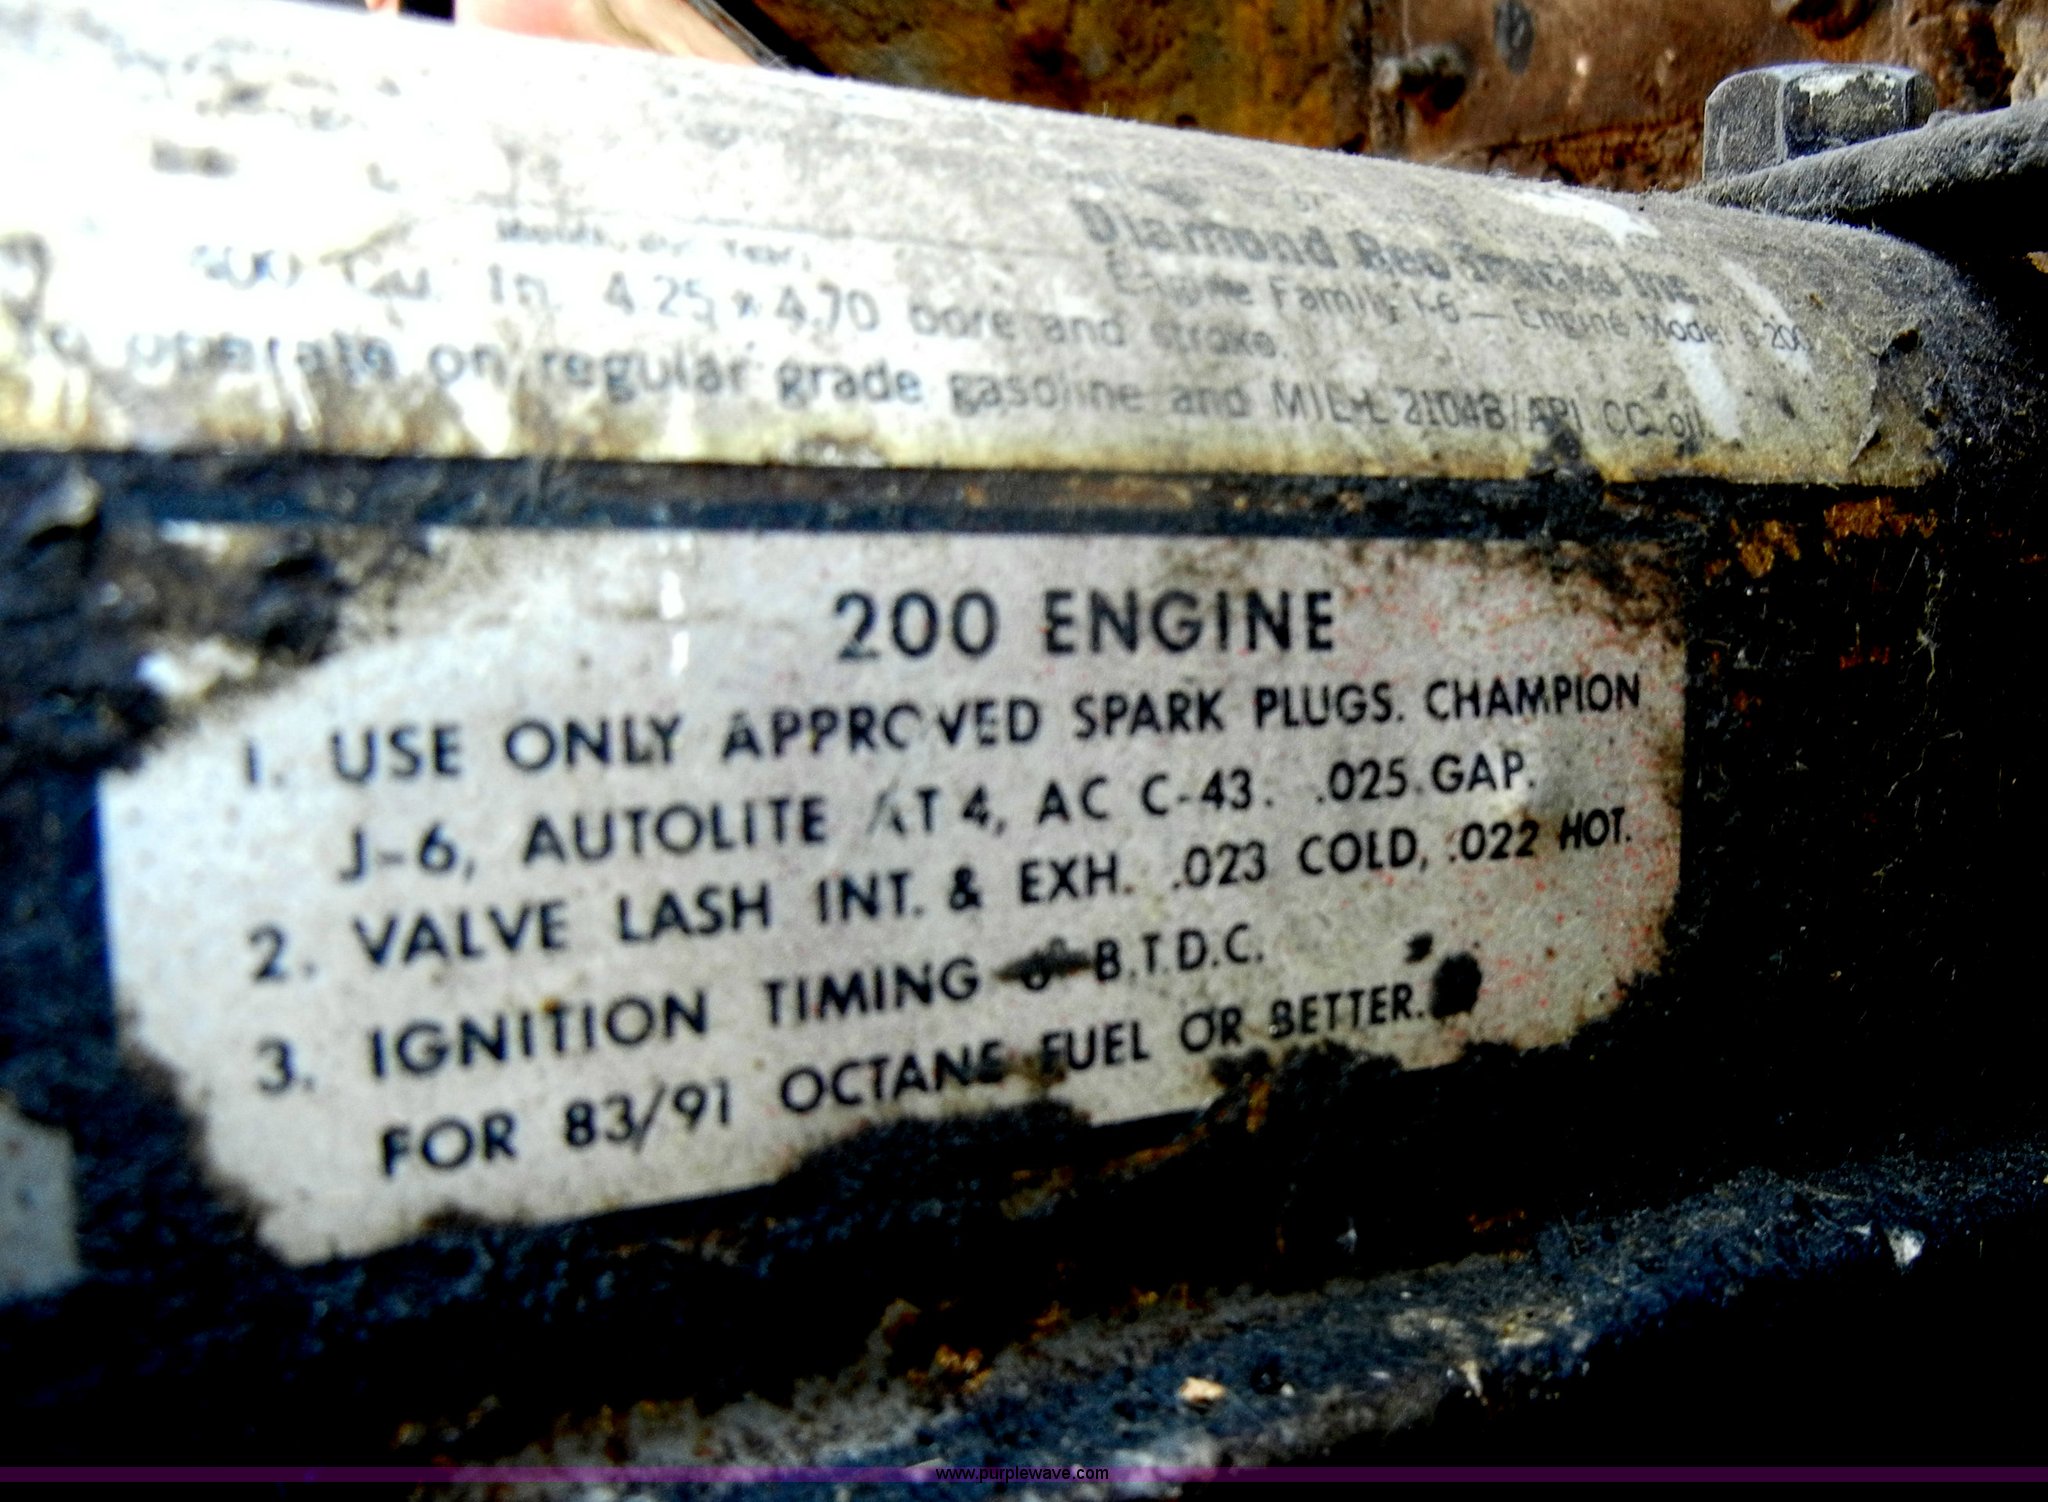 Diamond Reo Trucks Inc.
Engine Family I-6 — Engine Model 6-200
Cu. In. 4.25 x 4.70 bore and stroke.
operate on regular grade gasoline and MIL-L 2104B/API CC oil
200 ENGINE
1. USE ONLY APPROVED SPARK PLUGS. CHAMPION
J-6, AUTOLITE AT 4, AC C-43. .025 GAP.
2. VALVE LASH INT. & EXH. .023 COLD, .022 HOT.
3. IGNITION TIMING B.T.D.C.
FOR 83/91 OCTANE FUEL OR BETTER.
www.purplewave.com